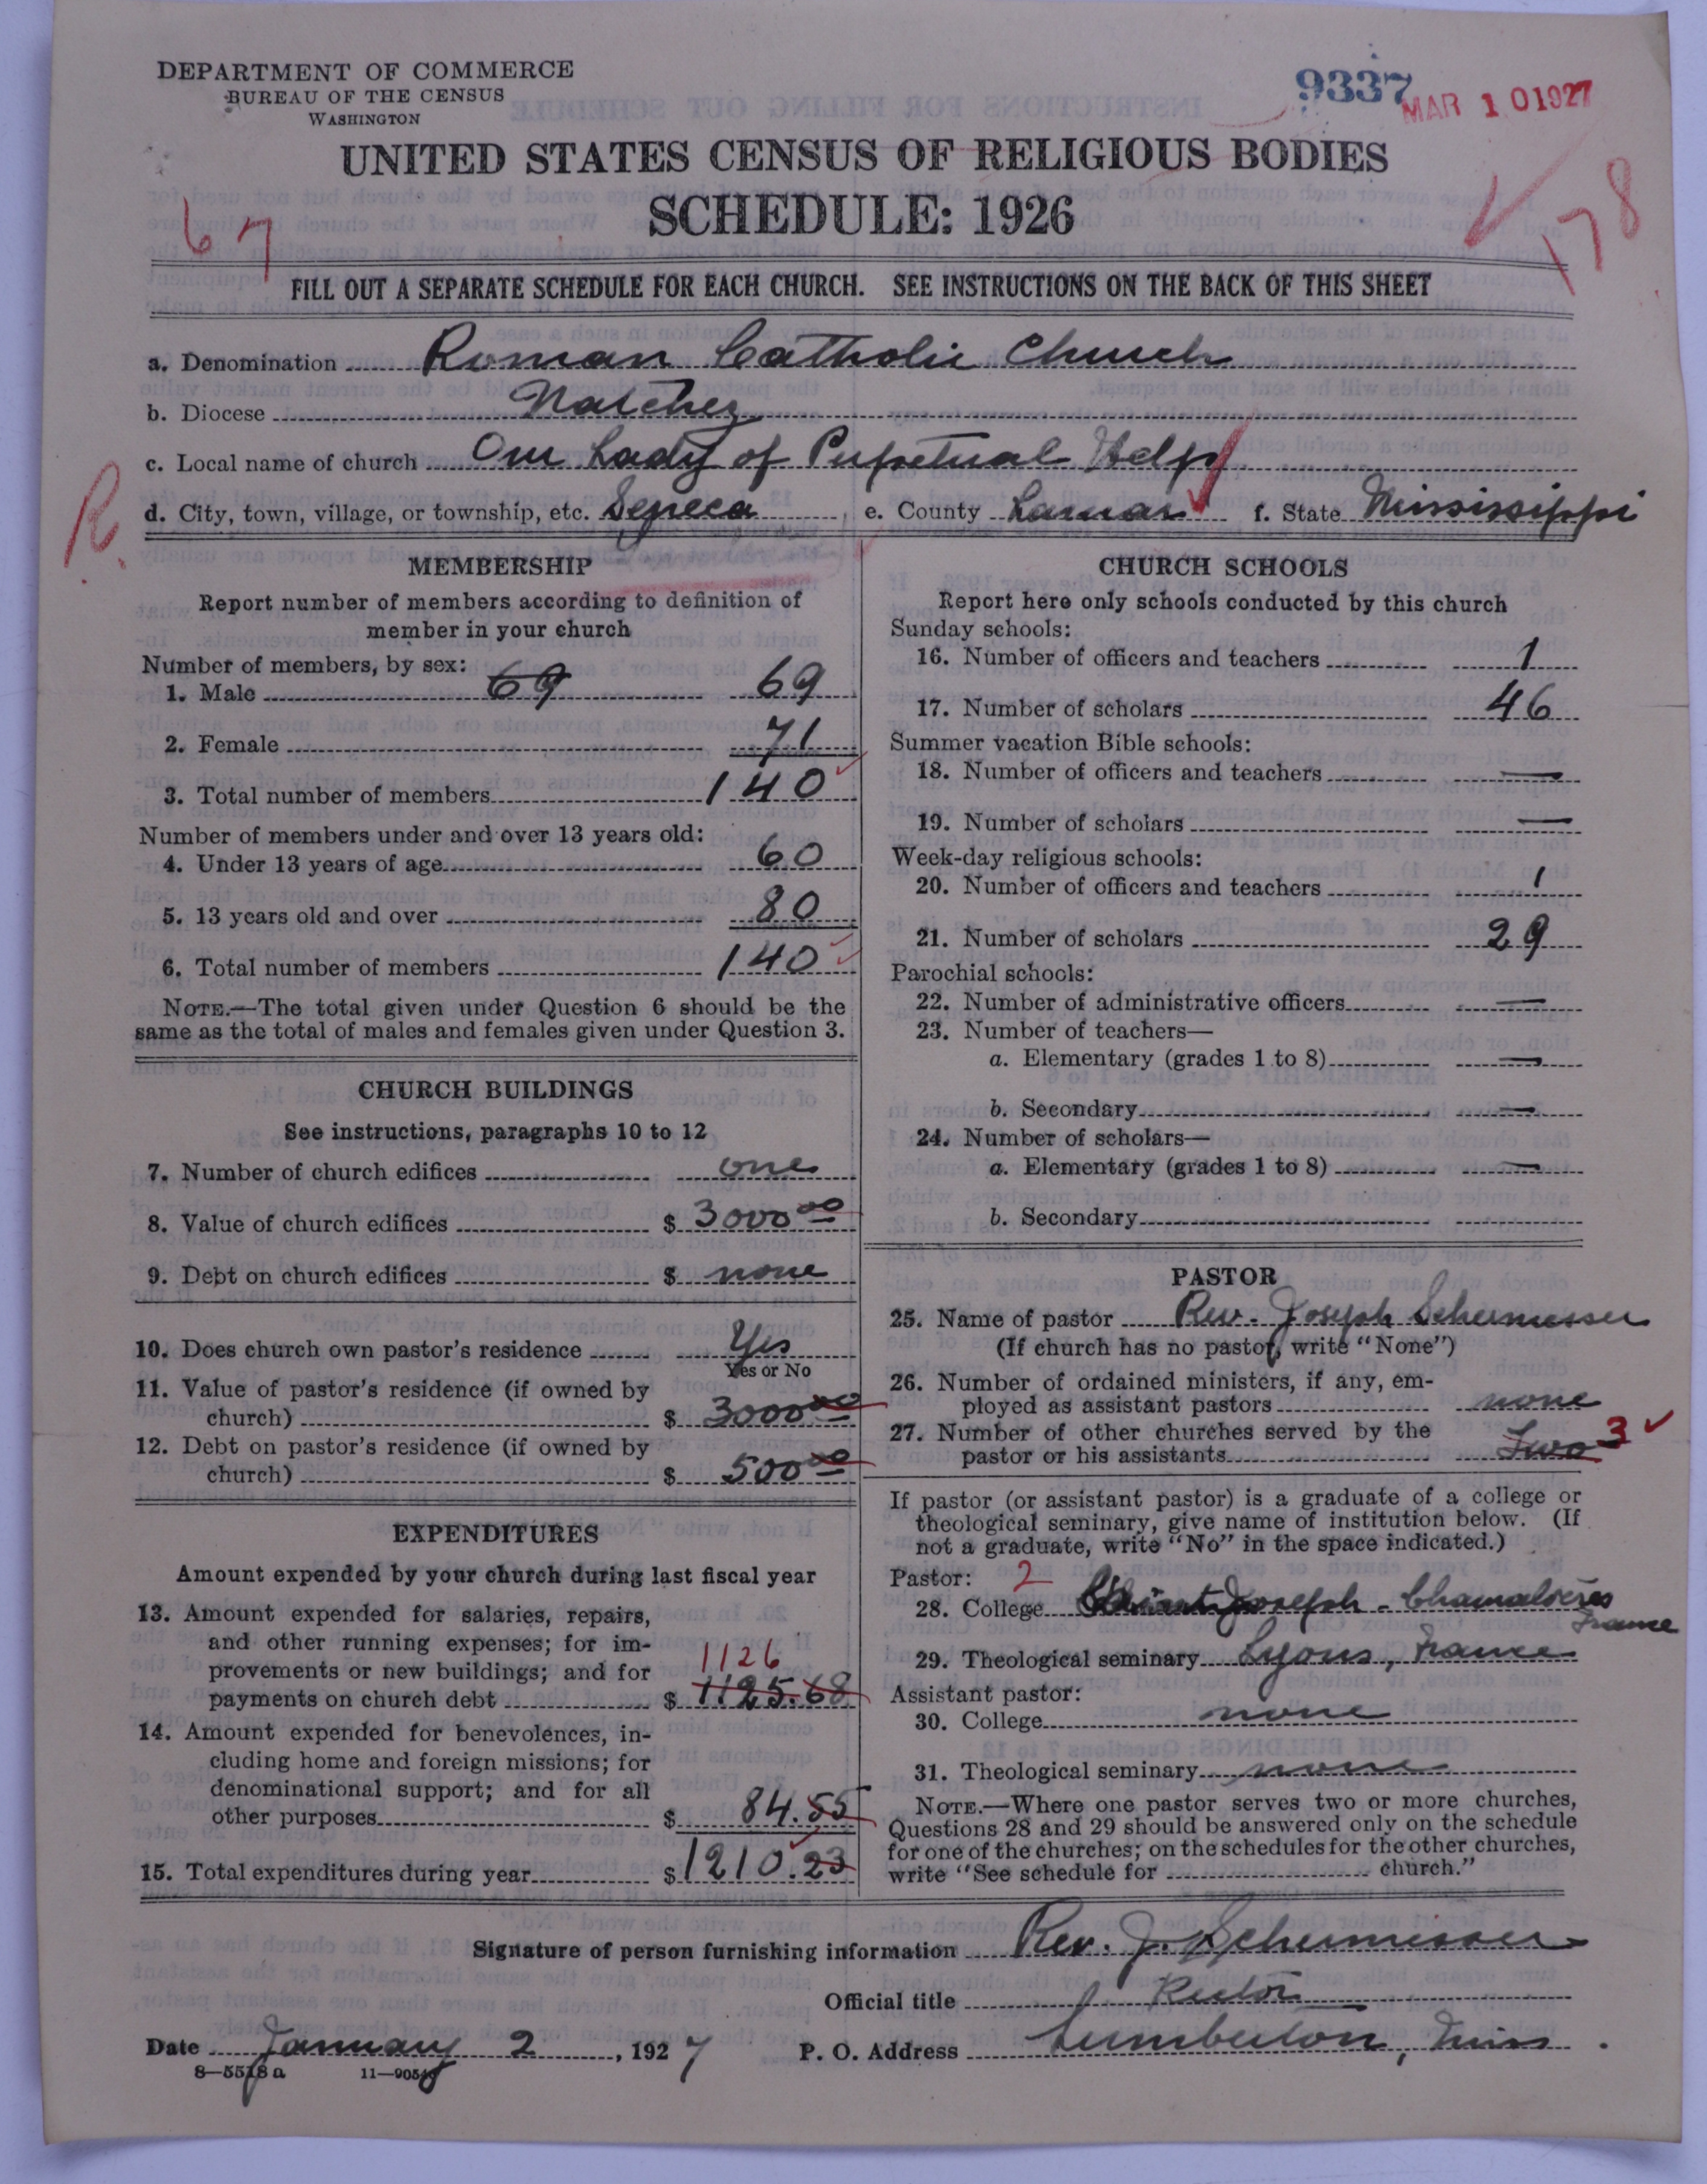 DEPARTMENT OF COMMERCE
BUREAU OF THE CENSUS
WASHINGTON
9337
MAR 10 1927
UNITED STATES CENSUS OF RELIGIOUS BODIES
SCHEDULE: 1926
67
178
FILL OUT A SEPARATE SCHEDULE FOR EACH CHURCH. SEE INSTRUCTIONS ON THE BACK OF THIS SHEET
a. Denomination Roman Catholic Church
b. Diocese Natchez
c. Local name of church Our Lady of Perpetual Help
R.
d. City, town, village, or township, etc. Seneca e. County Lamar f. State Mississippi
MEMBERSHIP
Report number of members according to definition of
member in your church
Number of members, by sex:
1. Male 69 69
2. Female 71
3. Total number of members 140
Number of members under and over 13 years old:
4. Under 13 years of age 60
5. 13 years old and over 80
6. Total number of members 140
NOTE.—The total given under Question 6 should be the
same as the total of males and females given under Question 3.
CHURCH BUILDINGS
See instructions, paragraphs 10 to 12
7. Number of church edifices one
8. Value of church edifices $ 3000 00
9. Debt on church edifices $ none
10. Does church own pastor's residence Yes
Yes or No
11. Value of pastor's residence (if owned by
church) $ 3000 00
12. Debt on pastor's residence (if owned by
church) $ 500 00
EXPENDITURES
Amount expended by your church during last fiscal year
13. Amount expended for salaries, repairs,
and other running expenses; for im-
provements or new buildings; and for 1126
payments on church debt $ 1125.68
14. Amount expended for benevolences, in-
cluding home and foreign missions; for
denominational support; and for all
other purposes $ 84.55
15. Total expenditures during year $ 1210.23
CHURCH SCHOOLS
Report here only schools conducted by this church
Sunday schools:
16. Number of officers and teachers 1
17. Number of scholars 46
Summer vacation Bible schools:
18. Number of officers and teachers —
19. Number of scholars —
Week-day religious schools:
20. Number of officers and teachers 1
21. Number of scholars 29
Parochial schools:
22. Number of administrative officers —
23. Number of teachers—
a. Elementary (grades 1 to 8) —
b. Secondary —
24. Number of scholars—
a. Elementary (grades 1 to 8) —
b. Secondary
PASTOR
25. Name of pastor Rev. Joseph Schermesser
(If church has no pastor, write "None")
26. Number of ordained ministers, if any, em-
ployed as assistant pastors none
27. Number of other churches served by the
pastor or his assistants Two 3
If pastor (or assistant pastor) is a graduate of a college or
theological seminary, give name of institution below. (If
not a graduate, write "No" in the space indicated.)
Pastor: 2
28. College Joseph - Chamalières
France
29. Theological seminary Lyons, France
Assistant pastor:
30. College none
31. Theological seminary none
NOTE.—Where one pastor serves two or more churches,
Questions 28 and 29 should be answered only on the schedule
for one of the churches; on the schedules for the other churches,
write "See schedule for church."
Signature of person furnishing information Rev. J. Schermesser
Official title Rector
Date January 2, 1927 P. O. Address Lumberton, Miss.
8—5518 a